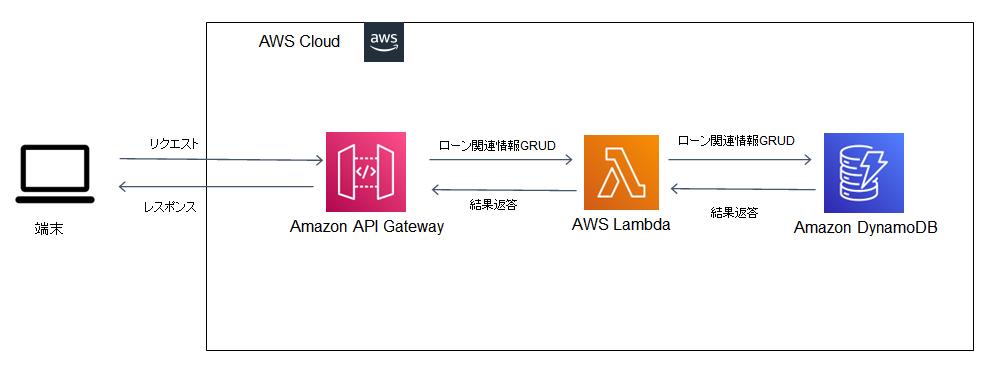 AWS Cloud
aws
リクエスト
ローン関連情報GRUD
ローン関連情報GRUD
レスポンス
結果返答
結果返答
端末
Amazon API Gateway
AWS Lambda
Amazon DynamoDB